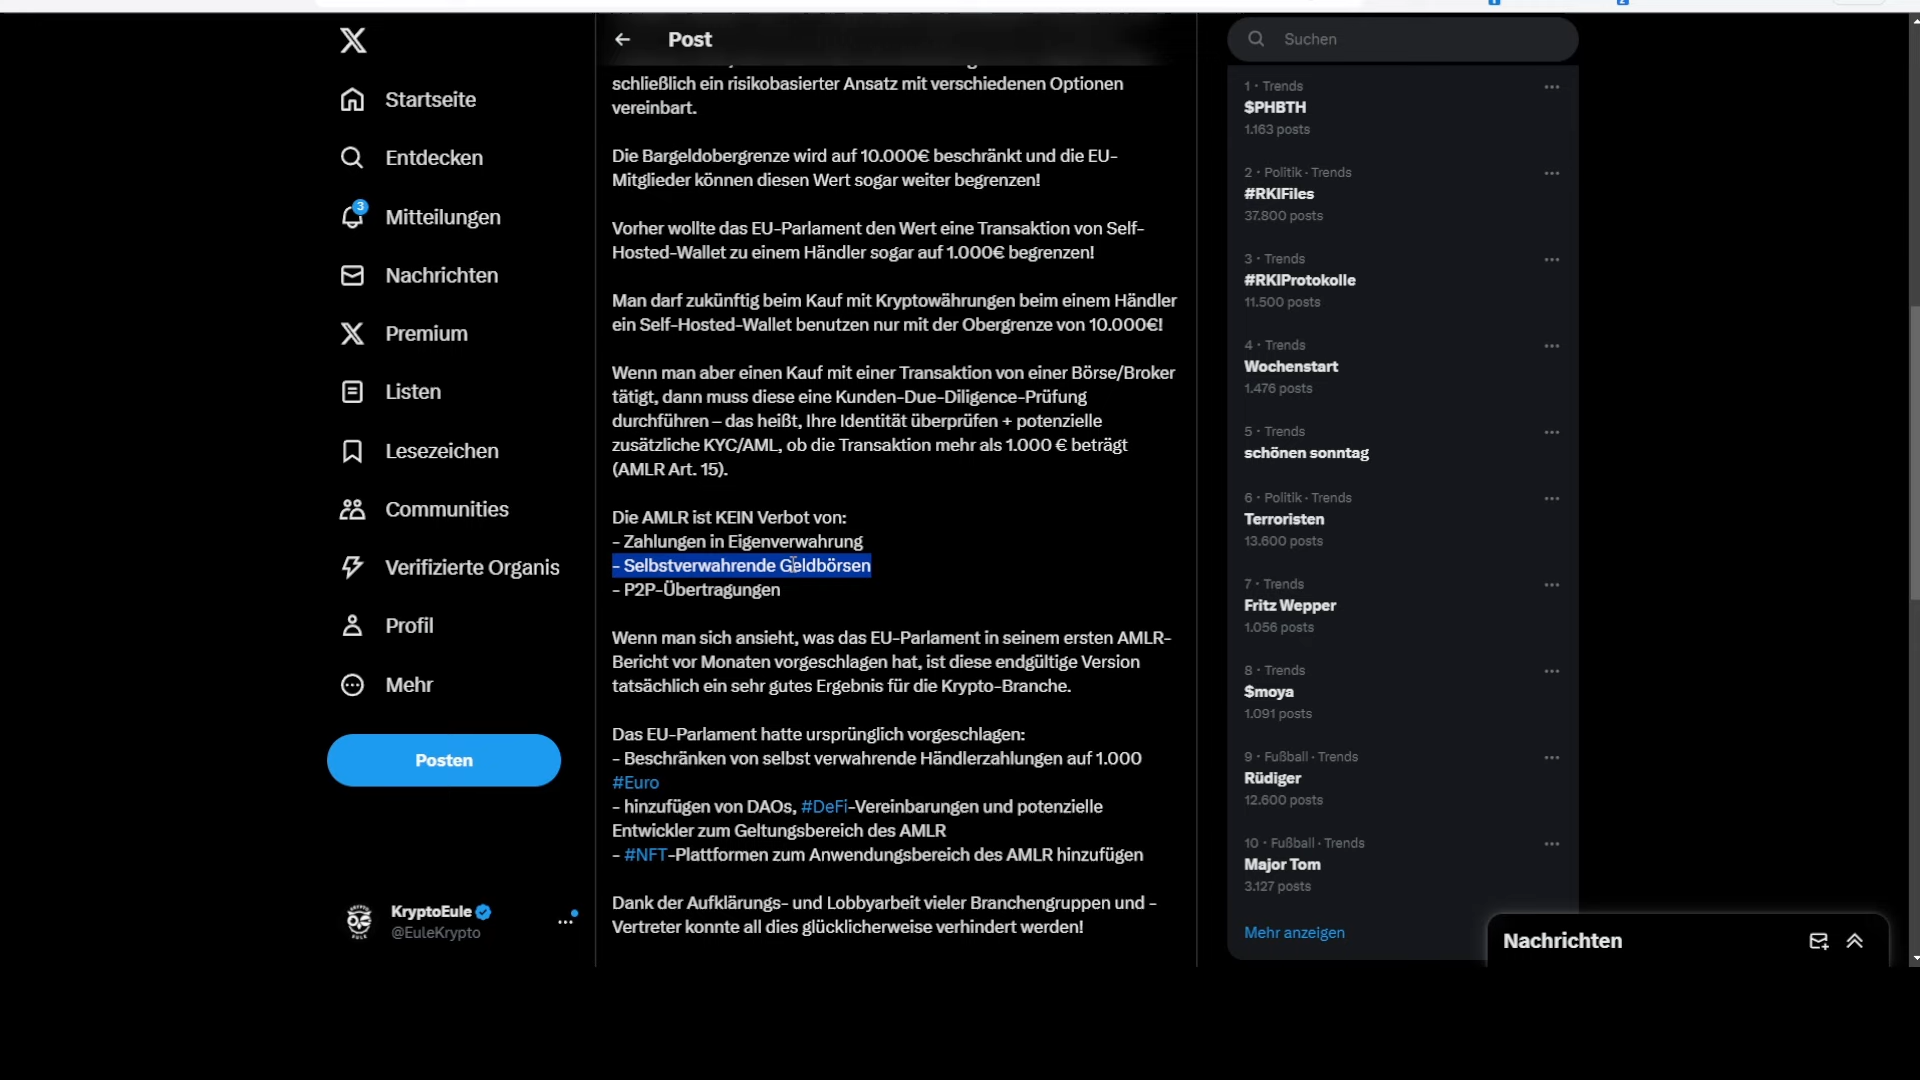 Startseite
Entdecken
3
Mitteilungen
Nachrichten
Premium
Listen
Lesezeichen
Communities
Verifizierte Organis
Profil
Mehr
Posten
KryptoEule
@EuleKrypto
Post
schließlich ein risikobasierter Ansatz mit verschiedenen Optionen
vereinbart.
Die Bargeldobergrenze wird auf 10.000€ beschränkt und die EU-
Mitglieder können diesen Wert sogar weiter begrenzen!
Vorher wollte das EU-Parlament den Wert eine Transaktion von Self-
Hosted-Wallet zu einem Händler sogar auf 1.000€ begrenzen!
Man darf zukünftig beim Kauf mit Kryptowährungen beim einem Händler
ein Self-Hosted-Wallet benutzen nur mit der Obergrenze von 10.000€!
Wenn man aber einen Kauf mit einer Transaktion von einer Börse/Broker
tätigt, dann muss diese eine Kunden-Due-Diligence-Prüfung
durchführen – das heißt, Ihre Identität überprüfen + potenzielle
zusätzliche KYC/AML, ob die Transaktion mehr als 1.000 € beträgt
(AMLR Art. 15).
Die AMLR ist KEIN Verbot von:
- Zahlungen in Eigenverwahrung
- Selbstverwahrende Geldbörsen
- P2P-Übertragungen
Wenn man sich ansieht, was das EU-Parlament in seinem ersten AMLR-
Bericht vor Monaten vorgeschlagen hat, ist diese endgültige Version
tatsächlich ein sehr gutes Ergebnis für die Krypto-Branche.
Das EU-Parlament hatte ursprünglich vorgeschlagen:
- Beschränken von selbst verwahrende Händlerzahlungen auf 1.000
#Euro
- hinzufügen von DAOs, #DeFi-Vereinbarungen und potenzielle
Entwickler zum Geltungsbereich des AMLR
- #NFT-Plattformen zum Anwendungsbereich des AMLR hinzufügen
Dank der Aufklärungs- und Lobbyarbeit vieler Branchengruppen und -
Vertreter konnte all dies glücklicherweise verhindert werden!
Suchen
1 · Trends
$PHBTH
1.163 posts
2 · Politik · Trends
#RKIFiles
37.800 posts
3 · Trends
#RKIProtokolle
11.500 posts
4 · Trends
Wochenstart
1.476 posts
5 · Trends
schönen sonntag
6 · Politik · Trends
Terroristen
13.600 posts
7 · Trends
Fritz Wepper
1.056 posts
8 · Trends
$moya
1.091 posts
9 · Fußball · Trends
Rüdiger
12.600 posts
10 · Fußball · Trends
Major Tom
3.127 posts
Mehr anzeigen
Nachrichten